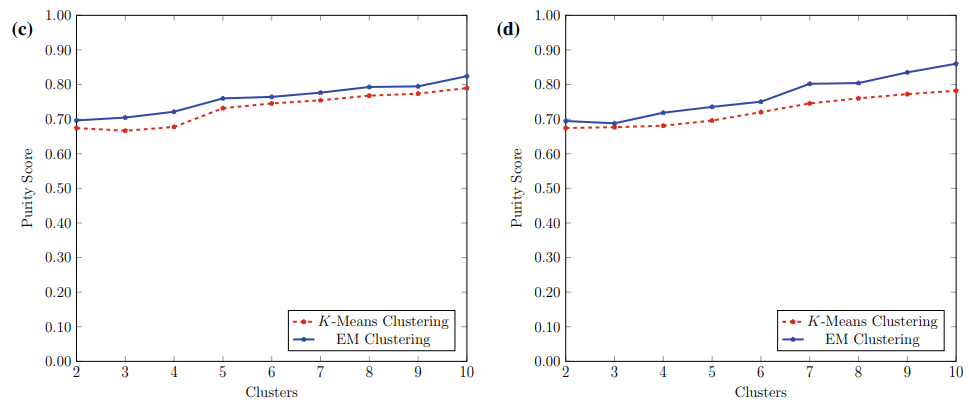 (c)
1.00
0.90
0.80
0.70
0.60
0.50
0.40
0.30
0.20
0.10
0.00
Purity Score
2 3 4 5 6 7 8 9 10
Clusters
K-Means Clustering
EM Clustering
(d)
1.00
0.90
0.80
0.70
0.60
0.50
0.40
0.30
0.20
0.10
0.00
Purity Score
2 3 4 5 6 7 8 9 10
Clusters
K-Means Clustering
EM Clustering